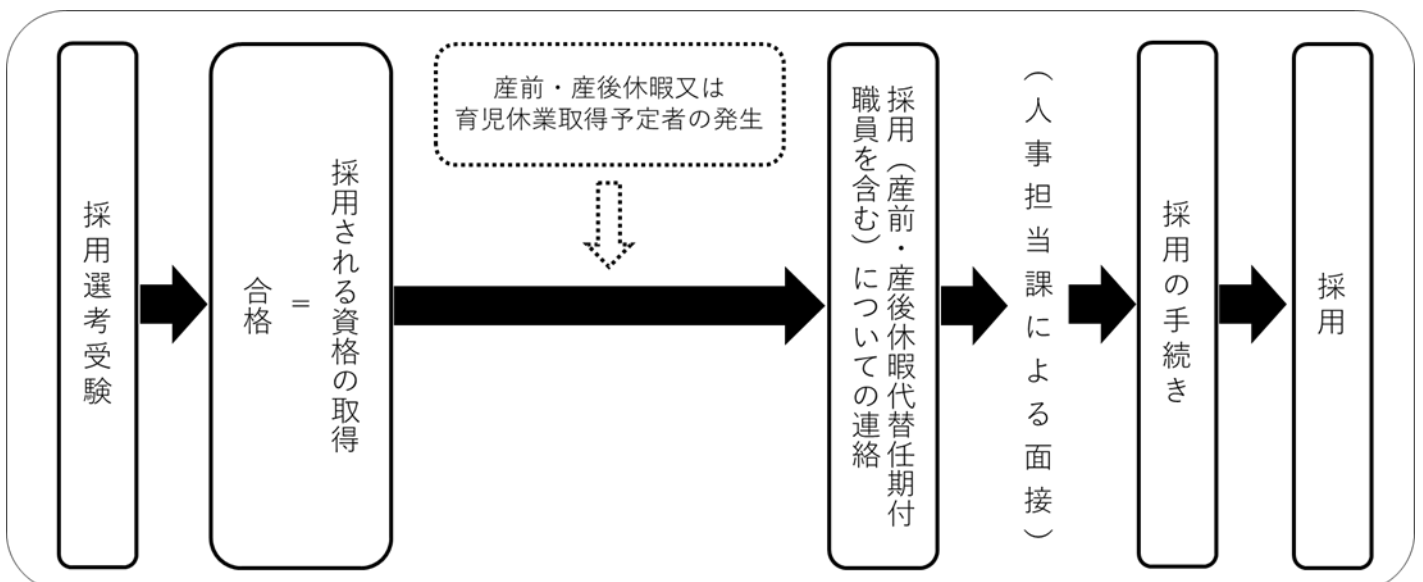 採用選考受験
合格
=
採用される資格の取得
産前・産後休暇又は
育児休業取得予定者の発生
採用（産前・産後休暇代替任期付
職員を含む）についての連絡
（人事担当課による面接）
採用の手続き
採用